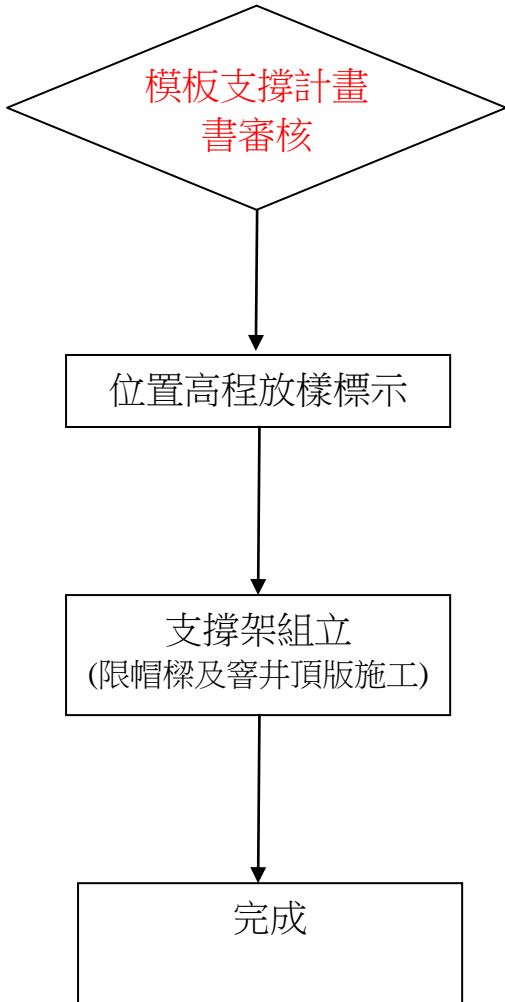 模板支撐計畫
書審核
位置高程放樣標示
支撐架組立
(限帽樑及窨井頂版施工)
完成